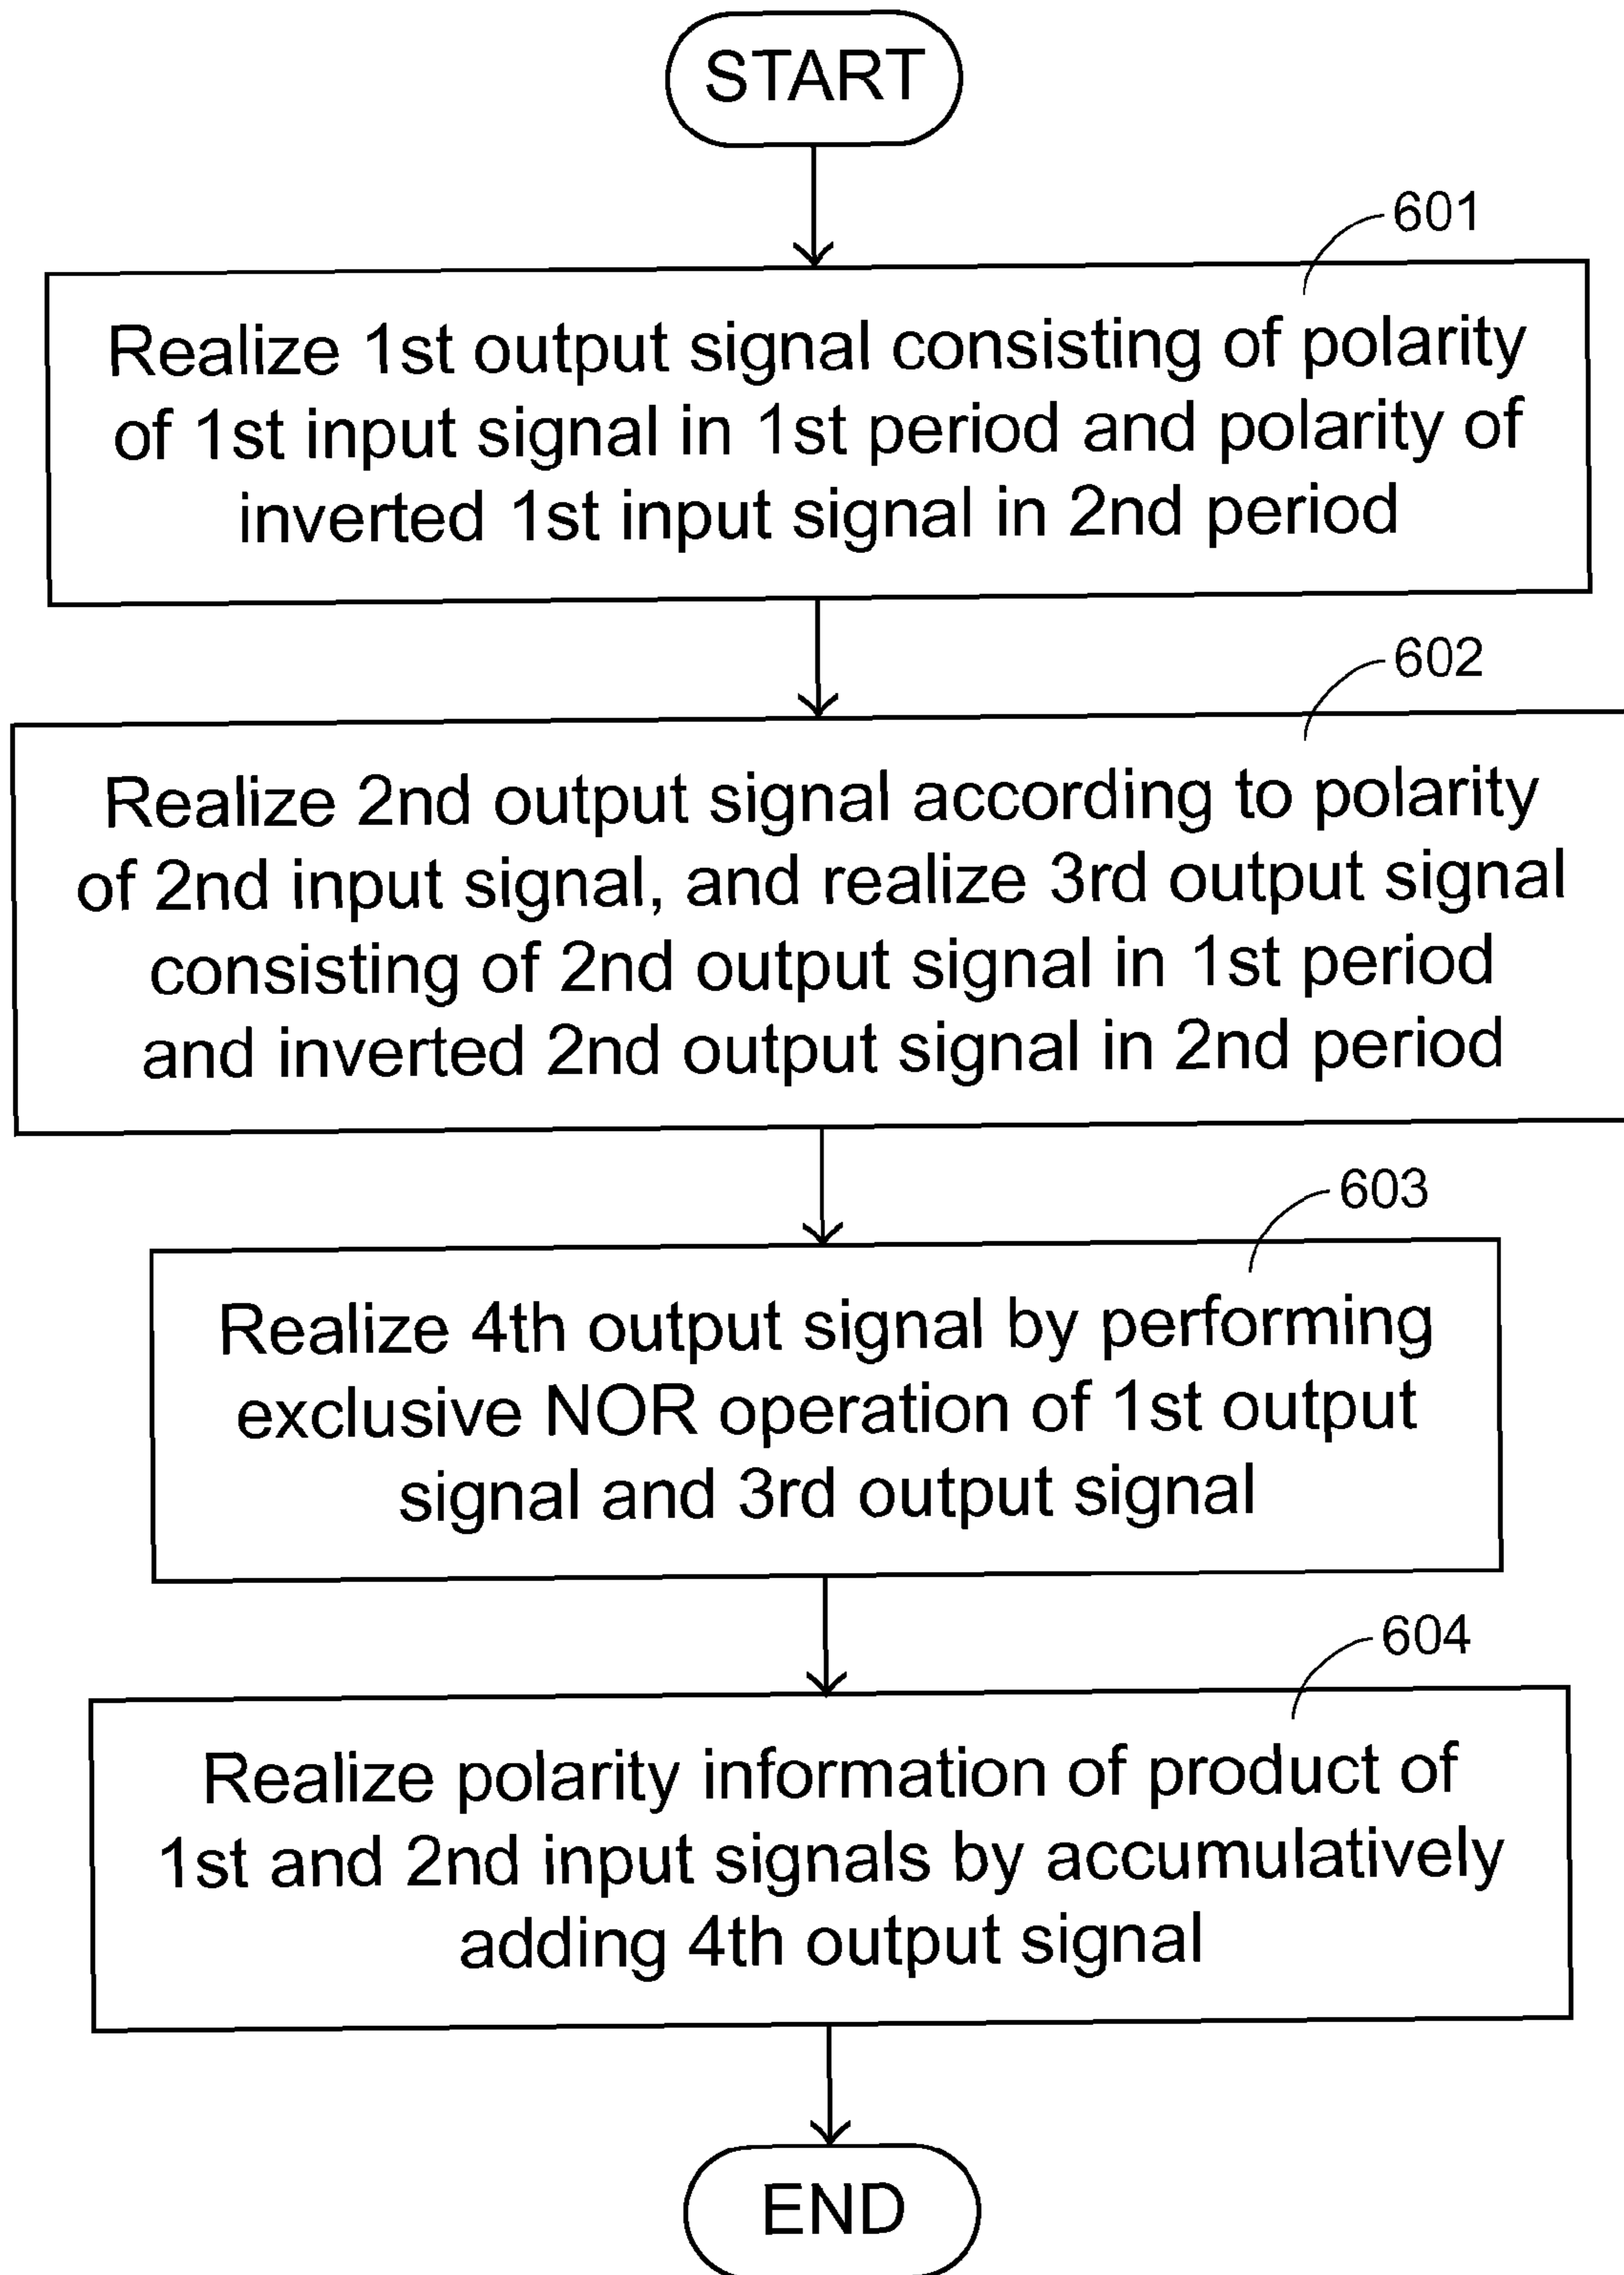 START
601
Realize 1st output signal consisting of polarity
of 1st input signal in 1st period and polarity of
inverted 1st input signal in 2nd period
602
Realize 2nd output signal according to polarity
of 2nd input signal, and realize 3rd output signal
consisting of 2nd output signal in 1st period
and inverted 2nd output signal in 2nd period
603
Realize 4th output signal by performing
exclusive NOR operation of 1st output
signal and 3rd output signal
604
Realize polarity information of product of
1st and 2nd input signals by accumulatively
adding 4th output signal
END